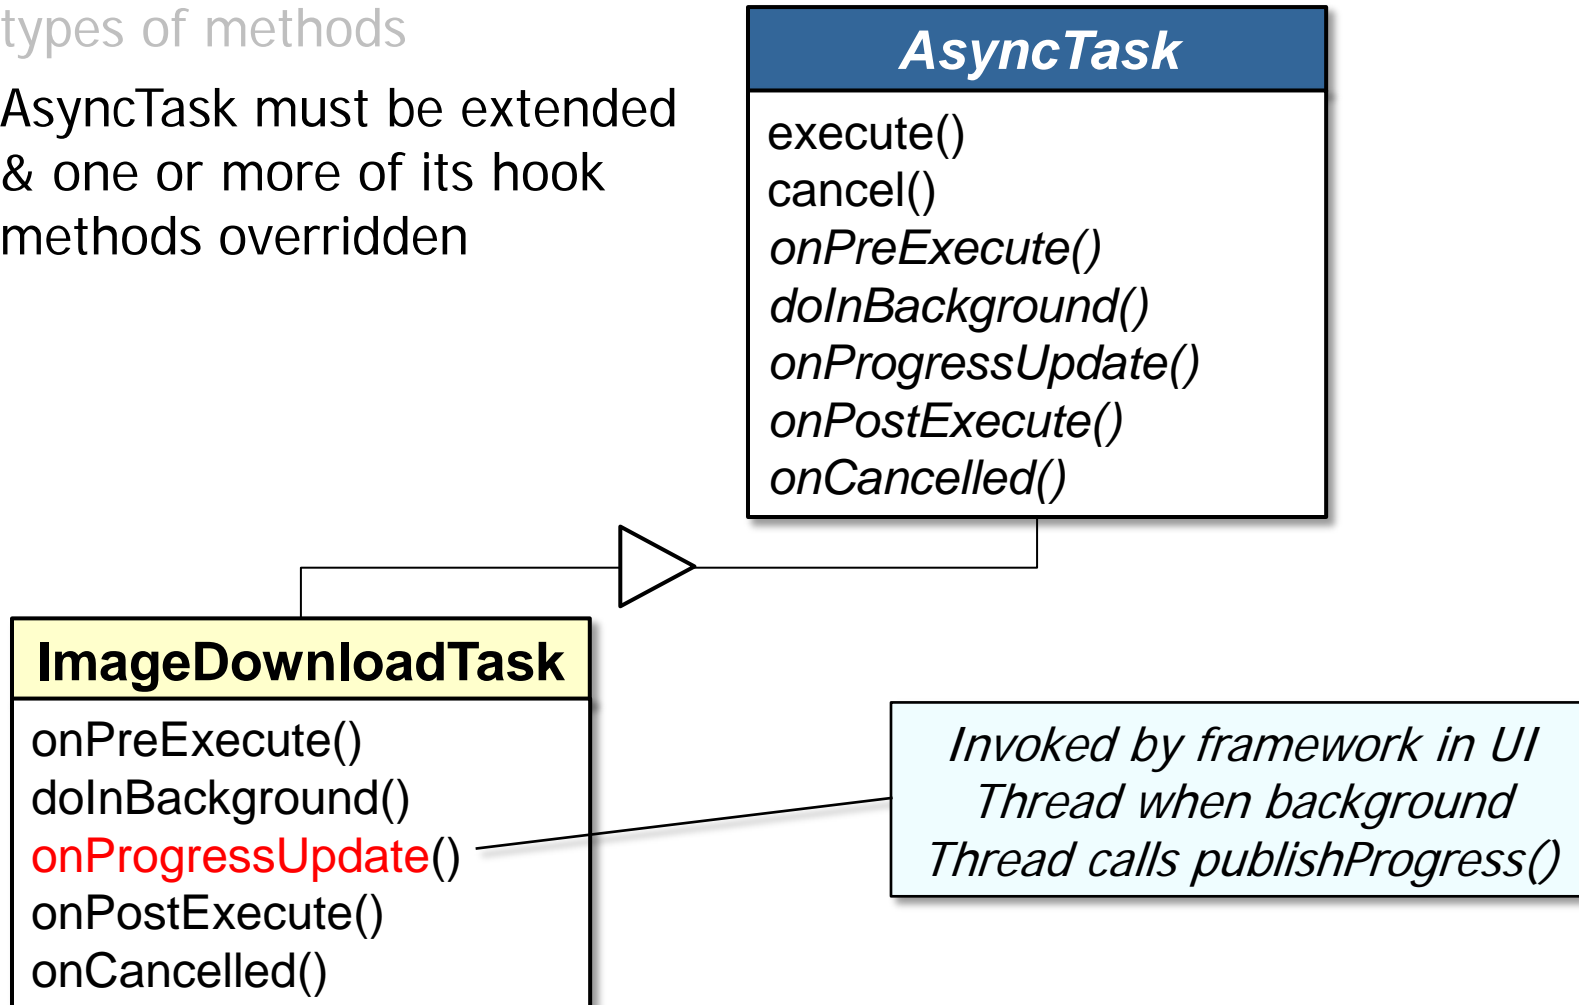 types of methods
AsyncTask must be extended
& one or more of its hook
methods overridden
AsyncTask
execute()
cancel()
onPreExecute()
doInBackground()
onProgressUpdate()
onPostExecute()
onCancelled()
ImageDownloadTask
onPreExecute()
doInBackground()
onProgressUpdate()
onPostExecute()
onCancelled()
Invoked by framework in UI
Thread when background
Thread calls publishProgress()